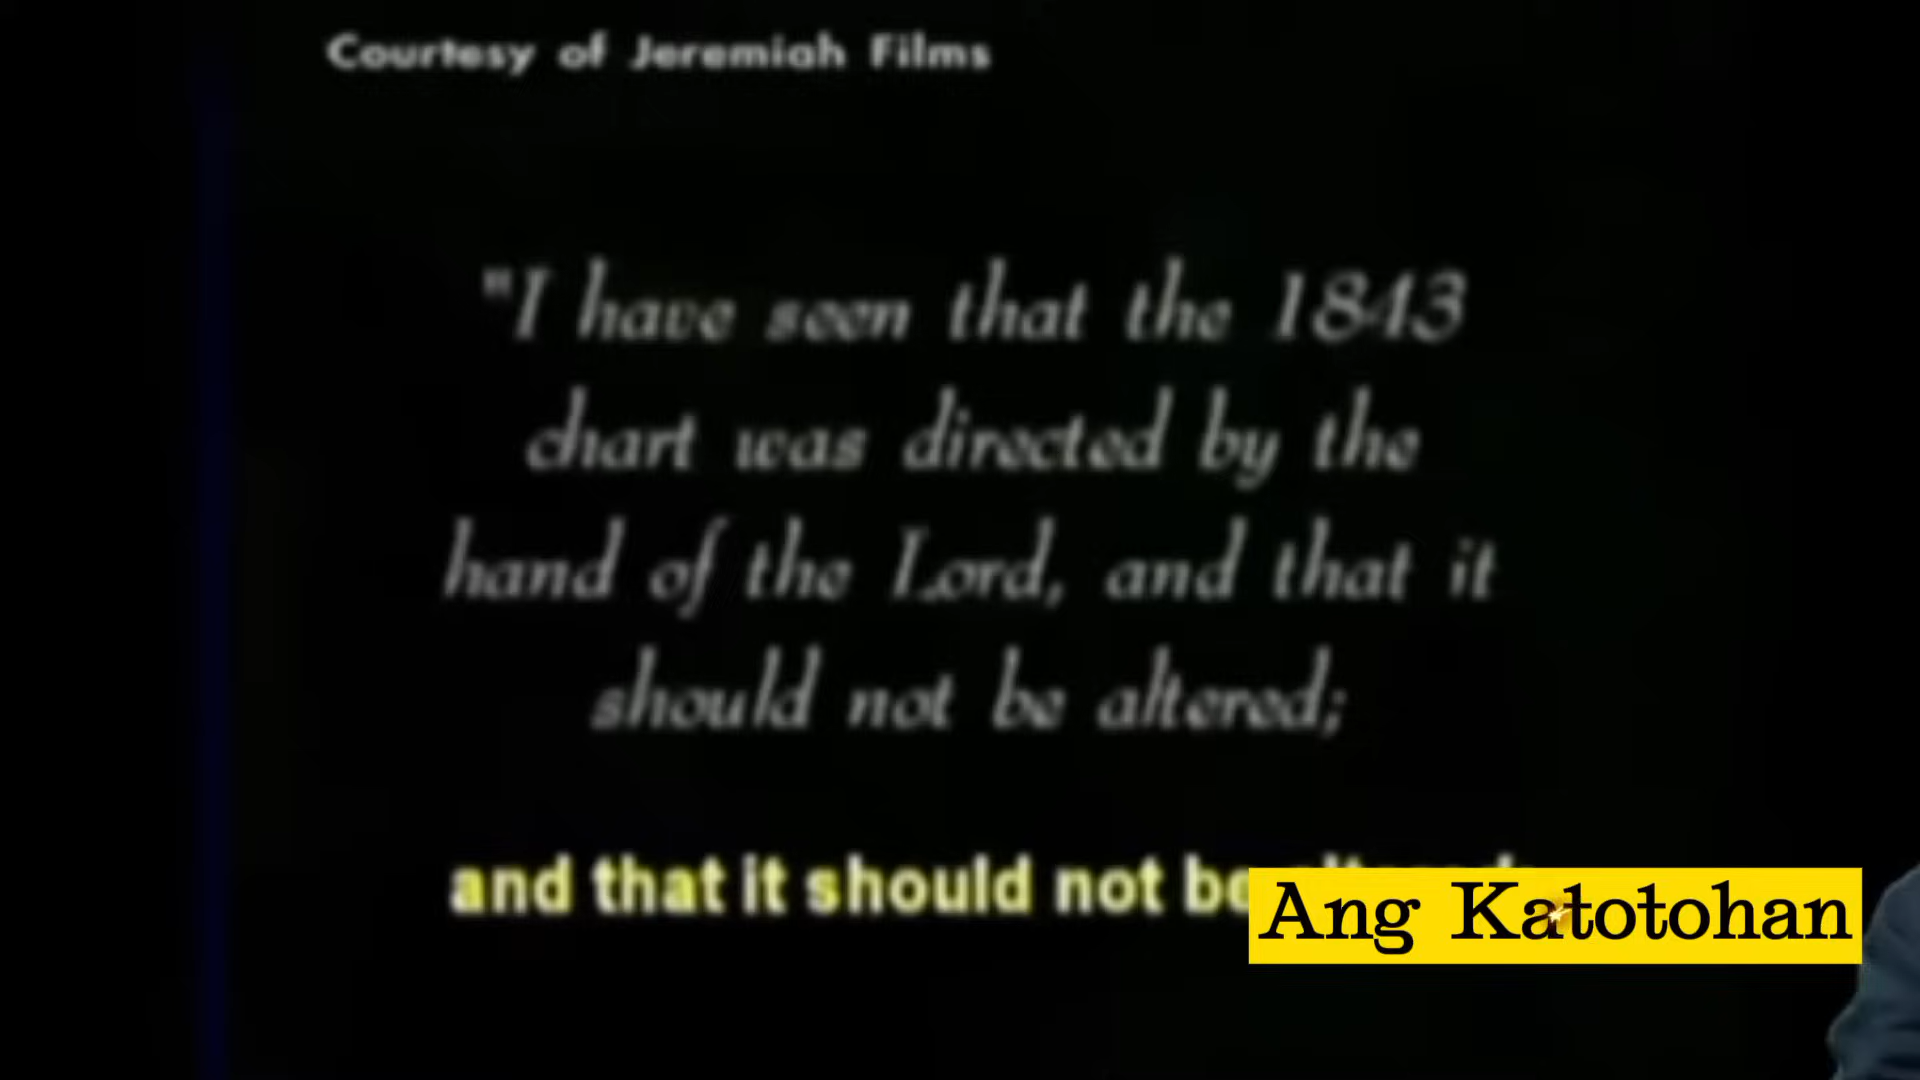 Courtesy of Jeremiah Films
"I have seen that the 1843
chart was directed by the
hand of the Lord, and that it
should not be altered;
and that it should not be
Ang Katotohan